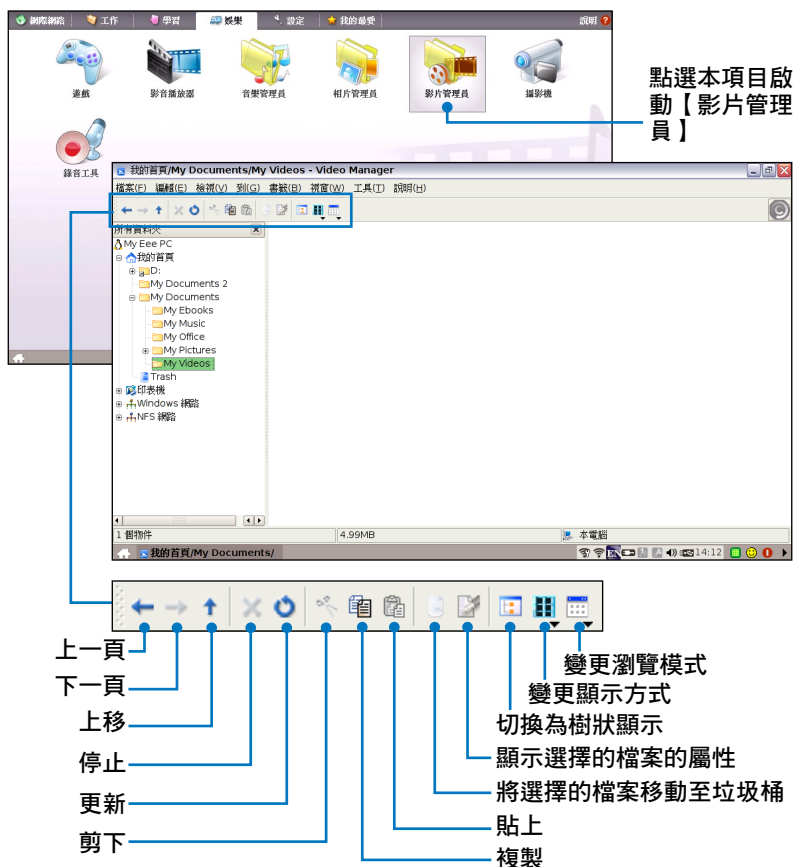 網際網路 工作 學習 娛樂 設定 我的最愛 說明
遊戲 影音播放器 音樂管理員 相片管理員 影片管理員 攝影機
錄音工具
點選本項目啟
動【影片管理
員】
我的首頁/My Documents/My Videos - Video Manager
檔案(F) 編輯(E) 檢視(V) 到(G) 書籤(B) 視窗(W) 工具(T) 說明(H)
所有資料夾
My Eee PC
我的首頁
D:
My Documents 2
My Documents
My Ebooks
My Music
My Office
My Pictures
My Videos
Trash
印表機
Windows 網路
NFS 網路
1 個物件 4.99MB 本電腦
我的首頁/My Documents/ EN 14:12
上一頁
下一頁
上移
停止
更新
剪下
變更瀏覽模式
變更顯示方式
切換為樹狀顯示
顯示選擇的檔案的屬性
將選擇的檔案移動至垃圾桶
貼上
複製